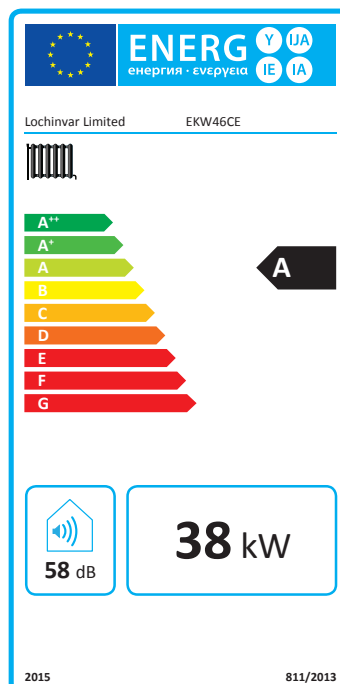 ENERG Y IJA
енергия · ενεργεια IE IA
Lochinvar Limited EKW46CE
A++
A+
A
A
B
C
D
E
F
G
58 dB
38 kW
2015 811/2013